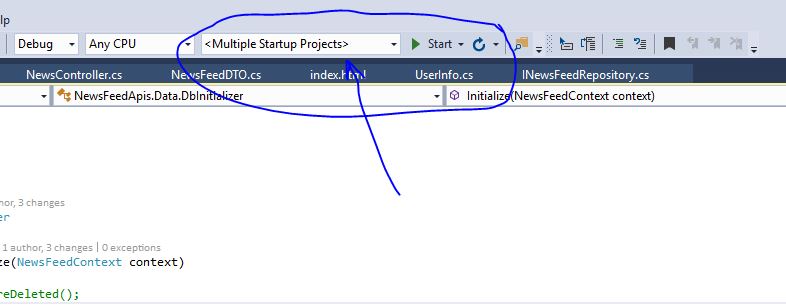 lp
Debug Any CPU <Multiple Startup Projects> Start
NewsController.cs NewsFeedDTO.cs index.html UserInfo.cs INewsFeedRepository.cs
NewsFeedApis.Data.DbInitializer Initialize(NewsFeedContext context)
hor, 3 changes
er
1 author, 3 changes | 0 exceptions
ze(NewsFeedContext context)
reDeleted();